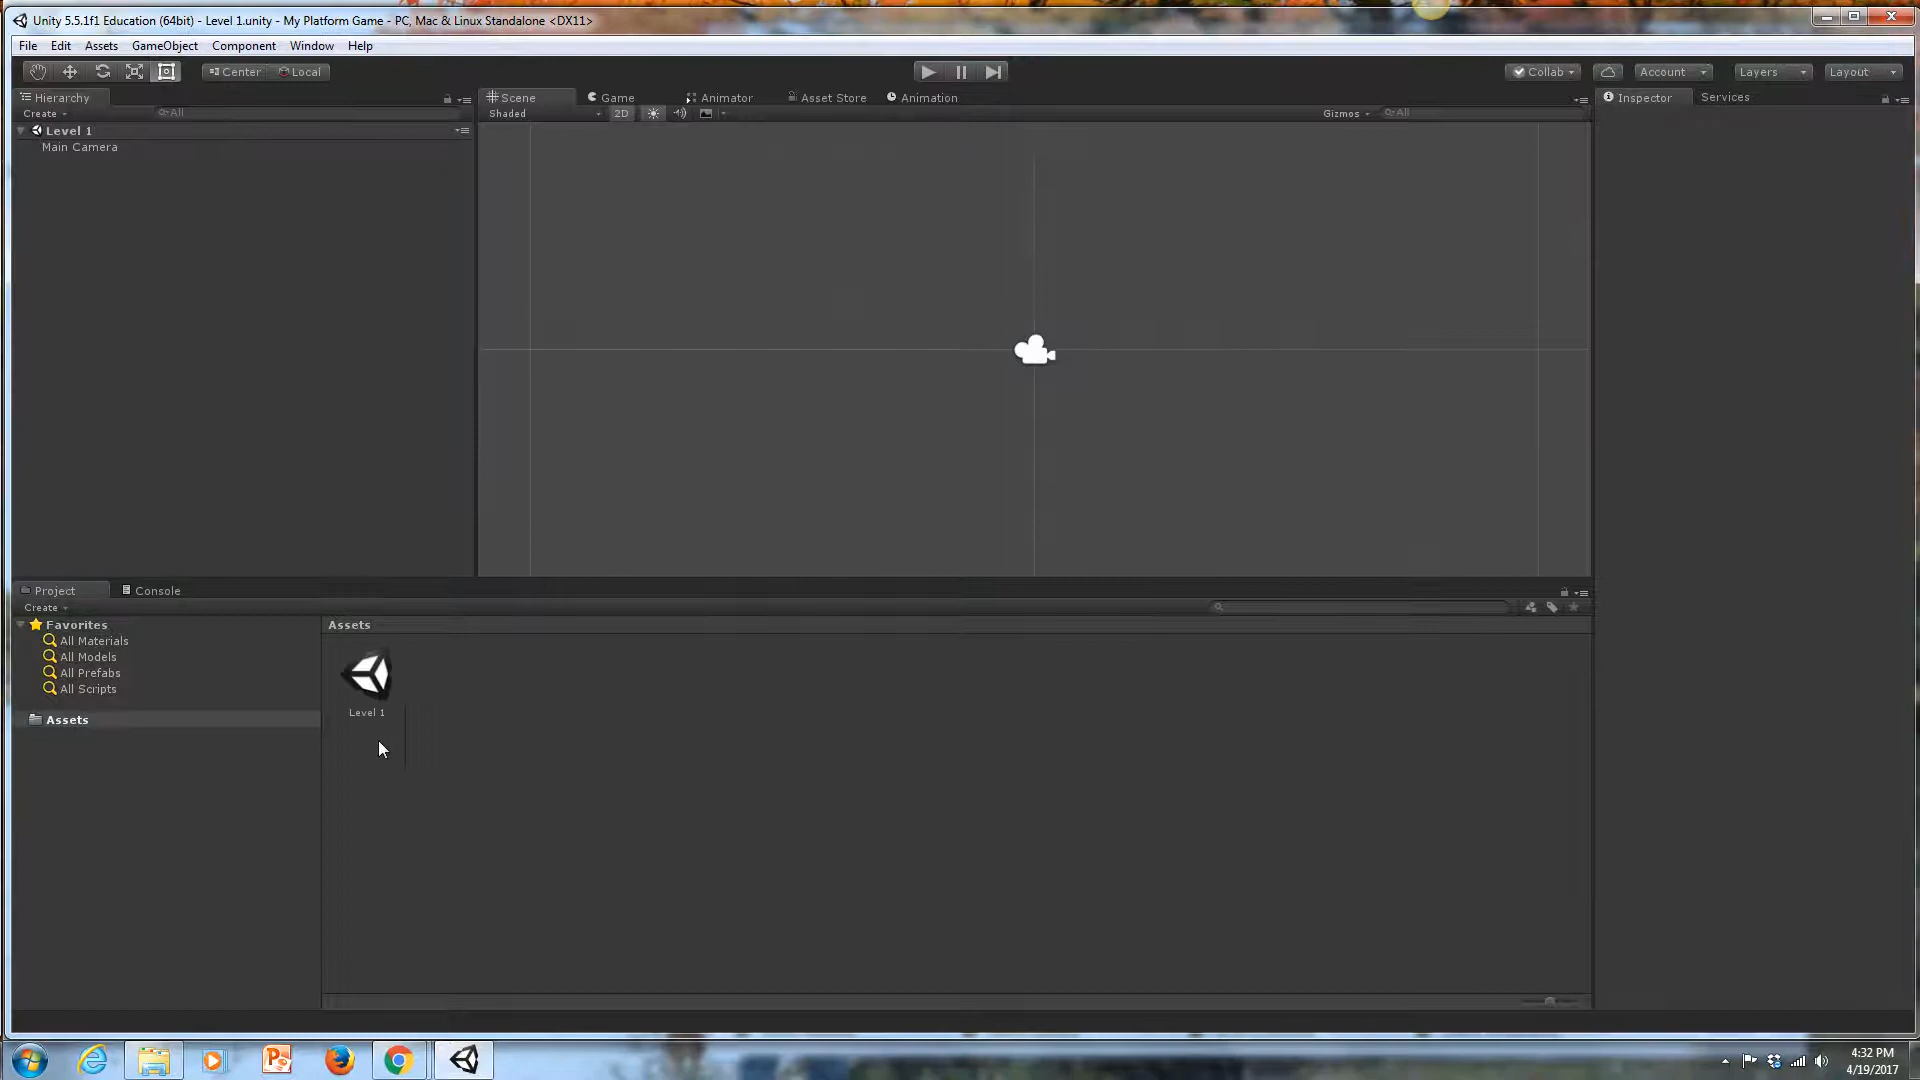 Unity 5.5.1f1 Education (64bit) - Level 1.unity - My Platform Game - PC, Mac & Linux Standalone <DX11>
File Edit Assets GameObject Component Window Help
Center Local Collab Account Layers Layout
Hierarchy Scene Game Animator Asset Store Animation Inspector Services
Create All Shaded 2D Gizmos All
Level 1
Main Camera
Project Console
Create
Favorites Assets
All Materials
All Models
All Prefabs
All Scripts
Level 1
Assets
4:32 PM
4/19/2017